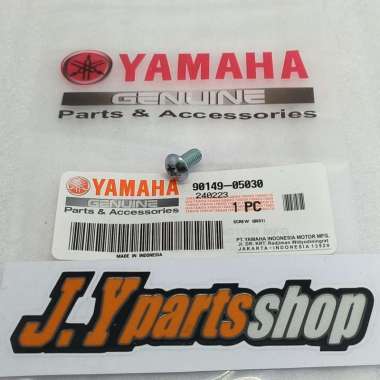 YAMAHA
GENUINE
Parts & Accessories
YAMAHA
GENUINE
Parts & Accessories
MADE IN INDONESIA
90149-05030
240223
1 PC
PT YAMAHA INDONESIA MOTOR MFG.
JAKARTA - INDONESIA 13920
J.Y partsshop